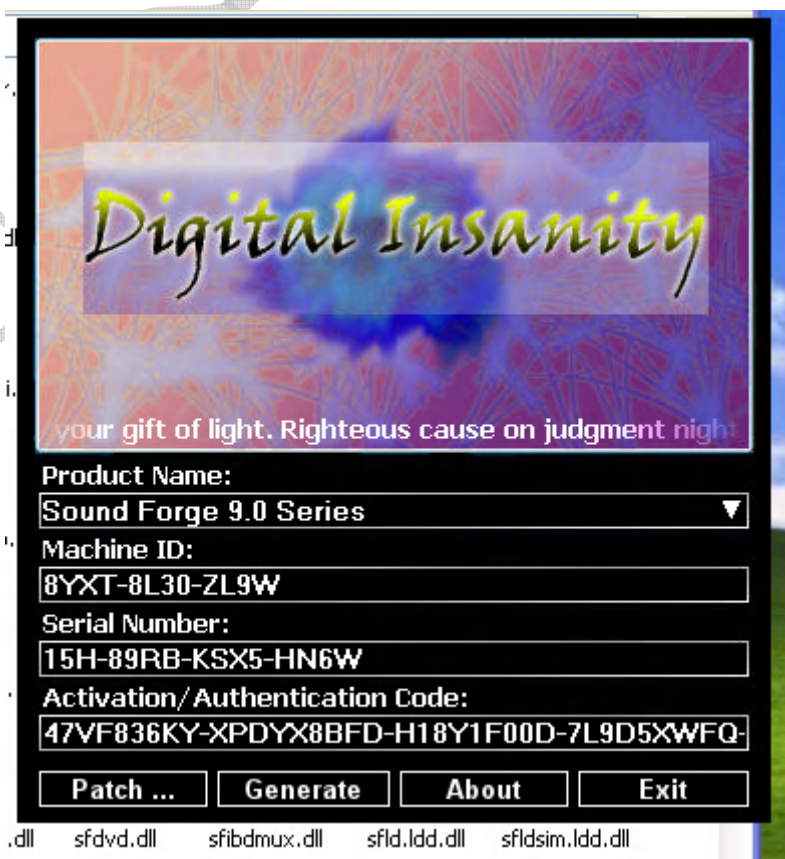 Digital Insanity
your gift of light. Righteous cause on judgment night
Product Name:
Sound Forge 9.0 Series
Machine ID:
8YXT-8L30-ZL9W
Serial Number:
15H-89RB-KSX5-HN6W
Activation/Authentication Code:
47VF836KY-XPDYX8BFD-H18Y1F00D-7L9D5XWFQ-
Patch ... Generate About Exit
.dll sfdvd.dll sfibdmux.dll sfld.ldd.dll sfldsim.ldd.dll